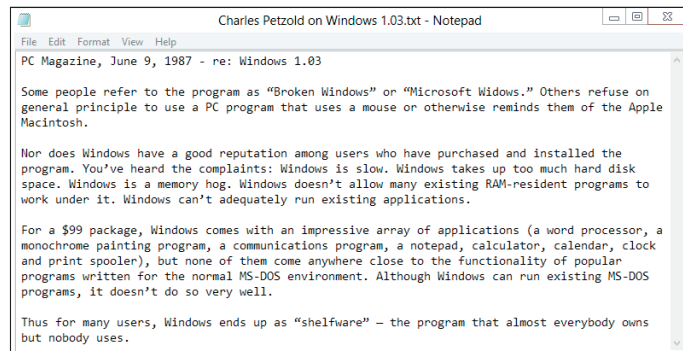 Charles Petzold on Windows 1.03.txt - Notepad
File Edit Format View Help
PC Magazine, June 9, 1987 - re: Windows 1.03
Some people refer to the program as “Broken Windows” or “Microsoft Widows.” Others refuse on
general principle to use a PC program that uses a mouse or otherwise reminds them of the Apple
Macintosh.
Nor does Windows have a good reputation among users who have purchased and installed the
program. You’ve heard the complaints: Windows is slow. Windows takes up too much hard disk
space. Windows is a memory hog. Windows doesn’t allow many existing RAM-resident programs to
work under it. Windows can’t adequately run existing applications.
For a $99 package, Windows comes with an impressive array of applications (a word processor, a
monochrome painting program, a communications program, a notepad, calculator, calendar, clock
and print spooler), but none of them come anywhere close to the functionality of popular
programs written for the normal MS-DOS environment. Although Windows can run existing MS-DOS
programs, it doesn’t do so very well.
Thus for many users, Windows ends up as “shelfware” — the program that almost everybody owns
but nobody uses.